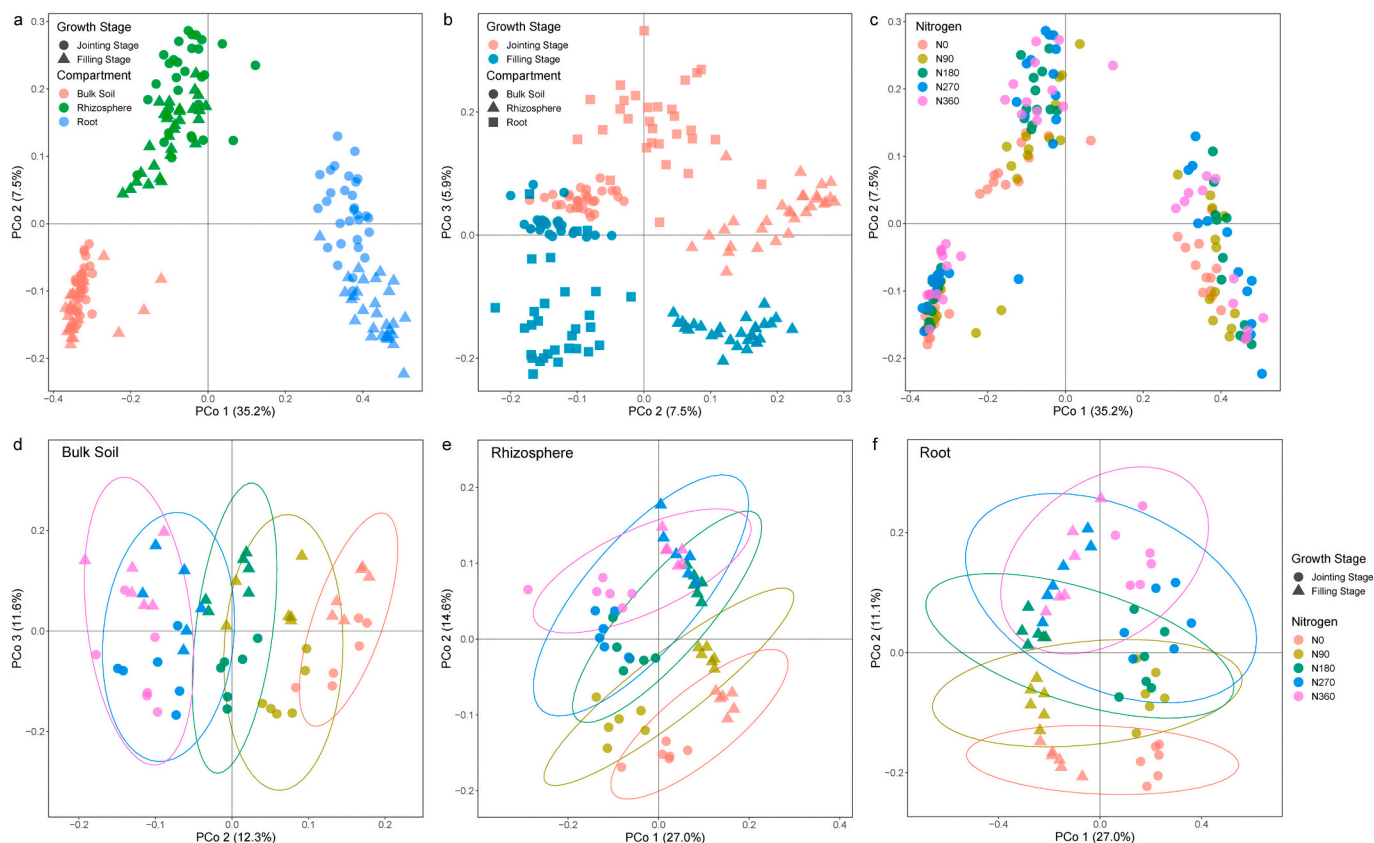 a
Growth Stage
Jointing Stage
Filling Stage
Compartment
Bulk Soil
Rhizosphere
Root
PCo 2 (7.5%)
0.3
0.2
0.1
0.0
−0.1
−0.2
−0.4
−0.2
0.0
0.2
0.4
PCo 1 (35.2%)
b
Growth Stage
Jointing Stage
Filling Stage
Compartment
Bulk Soil
Rhizosphere
Root
PCo 3 (5.9%)
0.2
0.0
−0.2
−0.2
−0.1
0.0
0.1
0.2
0.3
PCo 2 (7.5%)
c
Nitrogen
N0
N90
N180
N270
N360
PCo 2 (7.5%)
0.3
0.2
0.1
0.0
−0.1
−0.2
−0.4
−0.2
0.0
0.2
0.4
PCo 1 (35.2%)
d
Bulk Soil
PCo 3 (11.6%)
0.2
0.0
−0.2
−0.2
−0.1
0.0
0.1
0.2
PCo 2 (12.3%)
e
Rhizosphere
PCo 2 (14.6%)
0.2
0.1
0.0
−0.1
−0.2
−0.2
0.0
0.2
0.4
PCo 1 (27.0%)
f
Root
PCo 2 (11.1%)
0.2
0.0
−0.2
−0.4
0.0
0.4
PCo 1 (27.0%)
Growth Stage
Jointing Stage
Filling Stage
Nitrogen
N0
N90
N180
N270
N360